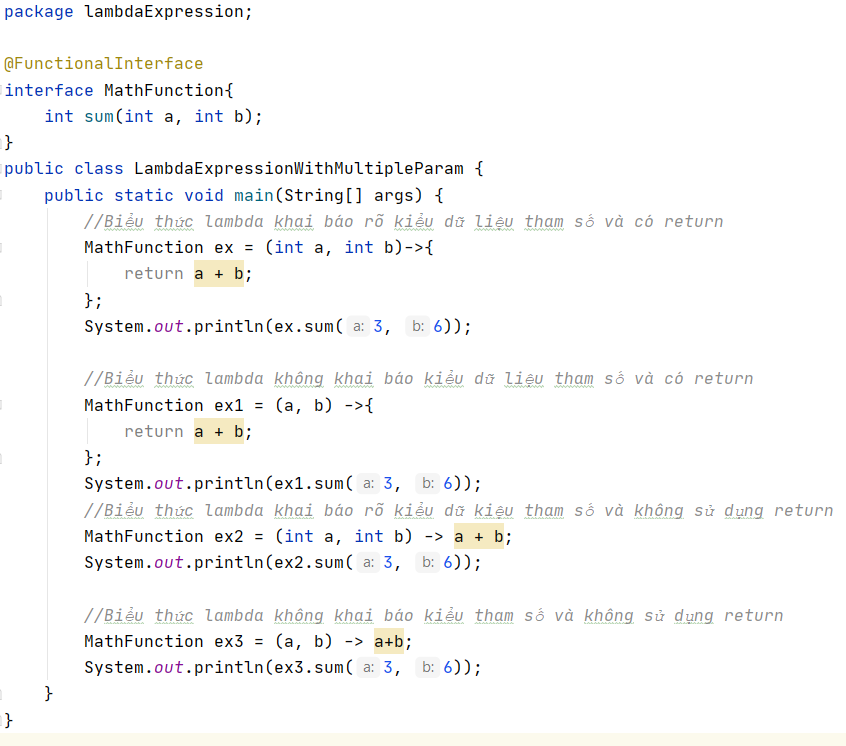 package lambdaExpression;
@FunctionalInterface
interface MathFunction{
int sum(int a, int b);
}
public class LambdaExpressionWithMultipleParam {
public static void main(String[] args) {
//Biểu thức lambda khai báo rõ kiểu dữ liệu tham số và có return
MathFunction ex = (int a, int b)->{
return a + b;
};
System.out.println(ex.sum( a: 3, b: 6));
//Biểu thức lambda không khai báo kiểu dữ liệu tham số và có return
MathFunction ex1 = (a, b) ->{
return a + b;
};
System.out.println(ex1.sum( a: 3, b: 6));
//Biểu thức lambda khai báo rõ kiểu dữ kiệu tham số và không sử dụng return
MathFunction ex2 = (int a, int b) -> a + b;
System.out.println(ex2.sum( a: 3, b: 6));
//Biểu thức lambda không khai báo kiểu tham số và không sử dụng return
MathFunction ex3 = (a, b) -> a+b;
System.out.println(ex3.sum( a: 3, b: 6));
}
}